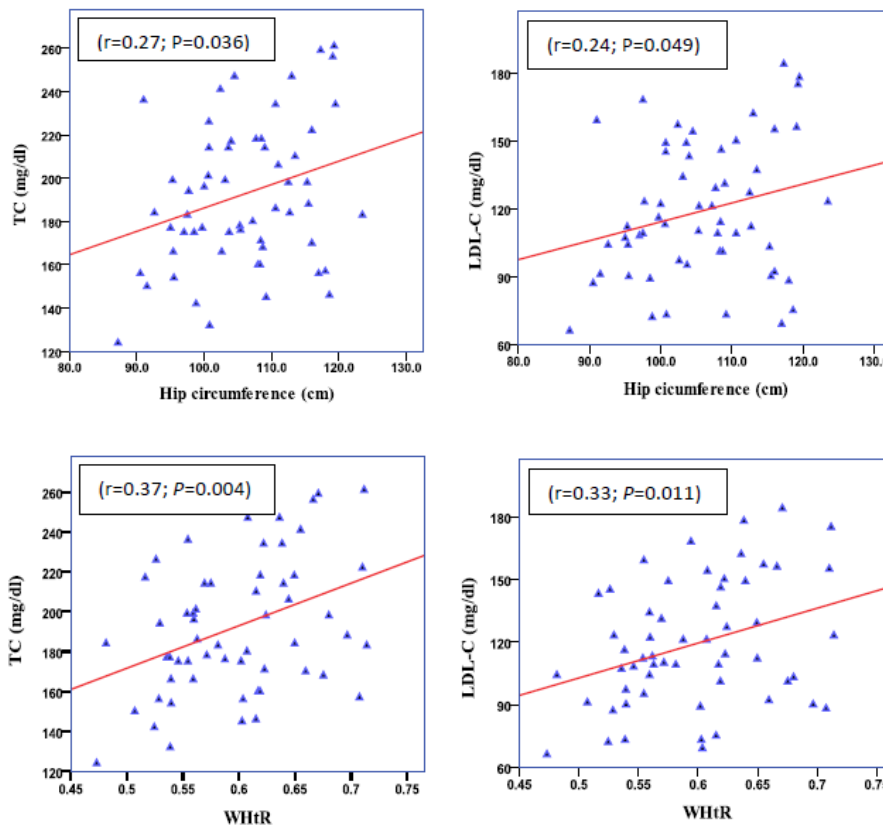 (r=0.27; P=0.036)
TC (mg/dl)
260
240
220
200
180
160
140
120
80.0 90.0 100.0 110.0 120.0 130.0
Hip circumference (cm)
(r=0.24; P=0.049)
LDL-C (mg/dl)
180
150
120
90
60
80.0 90.0 100.0 110.0 120.0 130.0
Hip cicumference (cm)
(r=0.37; P=0.004)
TC (mg/dl)
260
240
220
200
180
160
140
120
0.45 0.5 0.55 0.6 0.65 0.7 0.75
WHtR
(r=0.33; P=0.011)
LDL-C (mg/dl)
180
150
120
90
60
0.45 0.5 0.55 0.6 0.65 0.7 0.75
WHtR